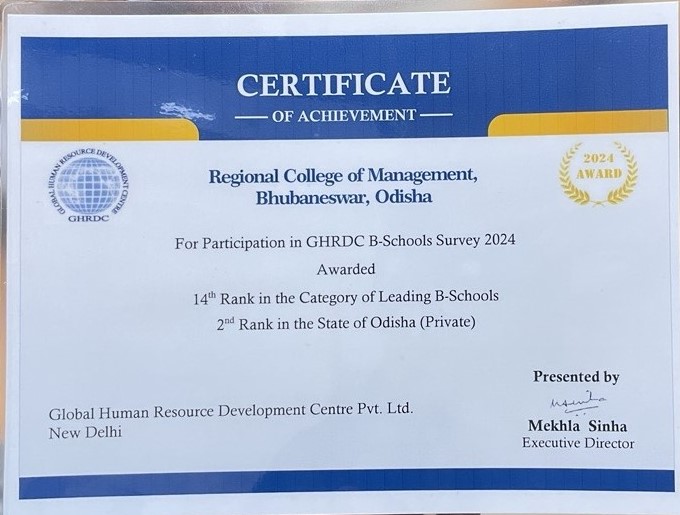 CERTIFICATE
OF ACHIEVEMENT
GLOBAL HUMAN RESOURCE DEVELOPMENT CENTRE
GHRDC
2024
AWARD
Regional College of Management,
Bhubaneswar, Odisha
For Participation in GHRDC B-Schools Survey 2024
Awarded
14th Rank in the Category of Leading B-Schools
2nd Rank in the State of Odisha (Private)
Global Human Resource Development Centre Pvt. Ltd.
New Delhi
Presented by
Mekhla Sinha
Executive Director